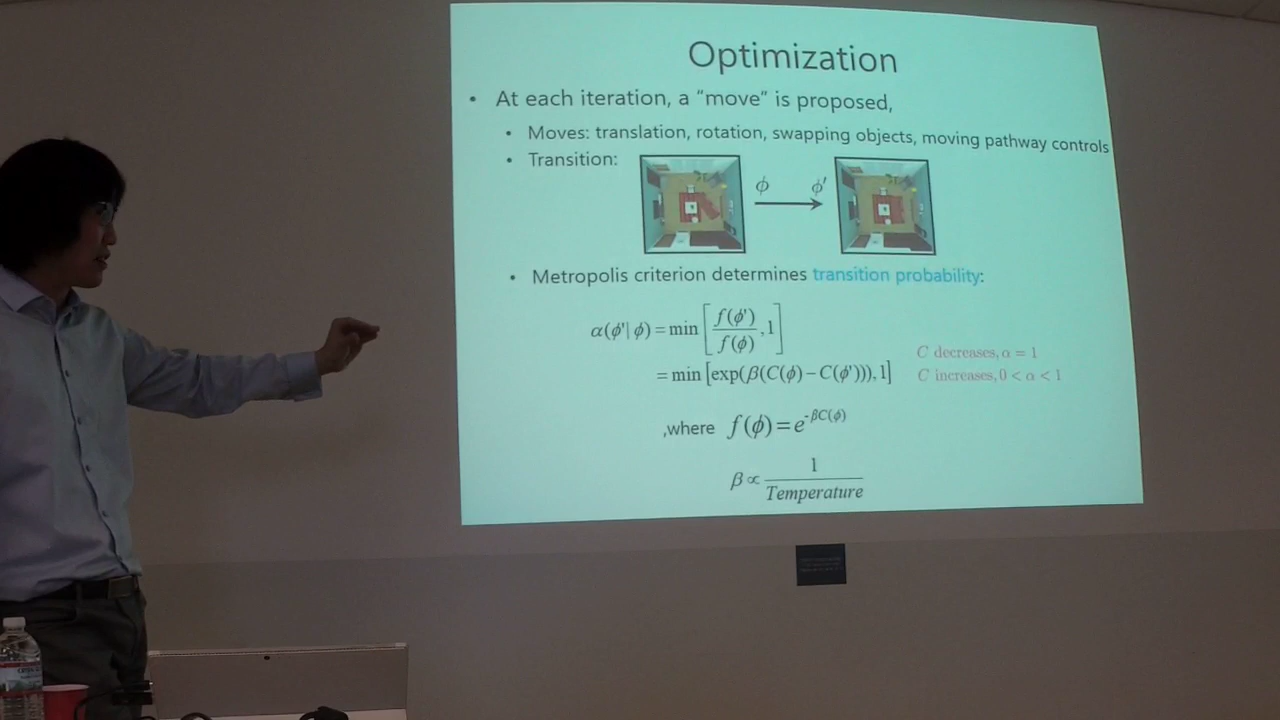 Optimization
• At each iteration, a “move” is proposed,
• Moves: translation, rotation, swapping objects, moving pathway controls
• Transition:
ϕ ϕ′
• Metropolis criterion determines transition probability:
α(ϕ′| ϕ) = min [ f(ϕ′) / f(ϕ) , 1 ]
= min [exp(β(C(ϕ) – C(ϕ′))), 1]
C decreases, α = 1
C increases, 0 < α < 1
,where f(ϕ) = e^-βC(ϕ)
β ∝ 1 / Temperature